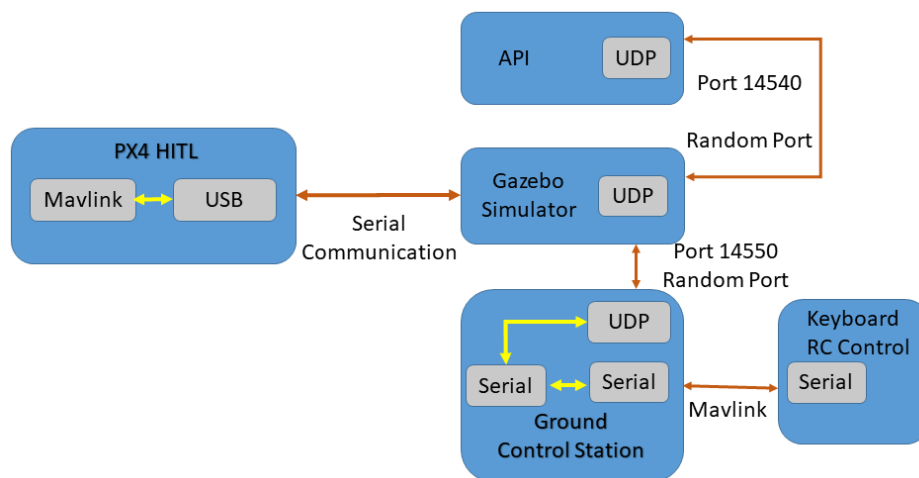 API
UDP
Port 14540
Random Port
PX4 HITL
Mavlink
USB
Serial
Communication
Gazebo
Simulator
UDP
Port 14550
Random Port
UDP
Serial
Serial
Ground
Control Station
Mavlink
Keyboard
RC Control
Serial